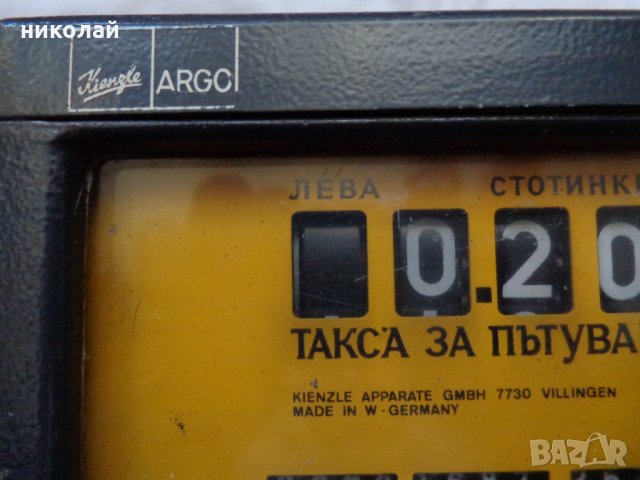 николай
Kienzle ARGO
ЛЕВА СТОТИНКИ
0.20
ТАКСА ЗА ПЪТУВА
KIENZLE APPARATE GMBH 7730 VILLINGEN
MADE IN W-GERMANY
BAZAR